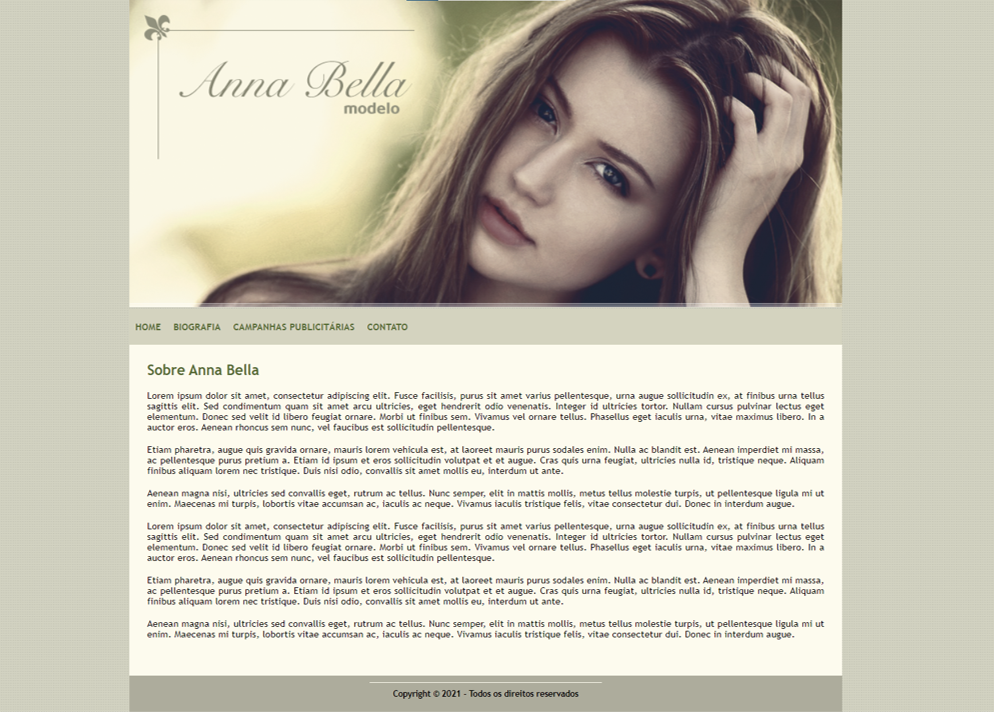 Anna Bella
modelo
HOME BIOGRAFIA CAMPANHAS PUBLICITÁRIAS CONTATO
Sobre Anna Bella
Lorem ipsum dolor sit amet, consectetur adipiscing elit. Fusce facilisis, purus sit amet varius pellentesque, urna augue sollicitudin ex, at finibus urna tellus
sagittis elit. Sed condimentum quam sit amet arcu ultricies, eget hendrerit odio venenatis. Integer id ultricies tortor. Nullam cursus pulvinar lectus eget
elementum. Donec sed velit id libero feugiat ornare. Morbi ut finibus sem. Vivamus vel ornare tellus. Phasellus eget iaculis urna, vitae maximus libero. In a
auctor eros. Aenean rhoncus sem nunc, vel faucibus est sollicitudin pellentesque.
Etiam pharetra, augue quis gravida ornare, mauris lorem vehicula est, at laoreet mauris purus sodales enim. Nulla ac blandit est. Aenean imperdiet mi massa,
ac pellentesque purus pretium a. Etiam id ipsum et eros sollicitudin volutpat et et augue. Cras quis urna feugiat, ultricies nulla id, tristique neque. Aliquam
finibus aliquam lorem nec tristique. Duis nisi odio, convallis sit amet mollis eu, interdum ut ante.
Aenean magna nisi, ultricies sed convallis eget, rutrum ac tellus. Nunc semper, elit in mattis mollis, metus tellus molestie turpis, ut pellentesque ligula mi ut
enim. Maecenas mi turpis, lobortis vitae accumsan ac, iaculis ac neque. Vivamus iaculis tristique felis, vitae consectetur dui. Donec in interdum augue.
Lorem ipsum dolor sit amet, consectetur adipiscing elit. Fusce facilisis, purus sit amet varius pellentesque, urna augue sollicitudin ex, at finibus urna tellus
sagittis elit. Sed condimentum quam sit amet arcu ultricies, eget hendrerit odio venenatis. Integer id ultricies tortor. Nullam cursus pulvinar lectus eget
elementum. Donec sed velit id libero feugiat ornare. Morbi ut finibus sem. Vivamus vel ornare tellus. Phasellus eget iaculis urna, vitae maximus libero. In a
auctor eros. Aenean rhoncus sem nunc, vel faucibus est sollicitudin pellentesque.
Etiam pharetra, augue quis gravida ornare, mauris lorem vehicula est, at laoreet mauris purus sodales enim. Nulla ac blandit est. Aenean imperdiet mi massa,
ac pellentesque purus pretium a. Etiam id ipsum et eros sollicitudin volutpat et et augue. Cras quis urna feugiat, ultricies nulla id, tristique neque. Aliquam
finibus aliquam lorem nec tristique. Duis nisi odio, convallis sit amet mollis eu, interdum ut ante.
Aenean magna nisi, ultricies sed convallis eget, rutrum ac tellus. Nunc semper, elit in mattis mollis, metus tellus molestie turpis, ut pellentesque ligula mi ut
enim. Maecenas mi turpis, lobortis vitae accumsan ac, iaculis ac neque. Vivamus iaculis tristique felis, vitae consectetur dui. Donec in interdum augue.
Copyright © 2021 - Todos os direitos reservados